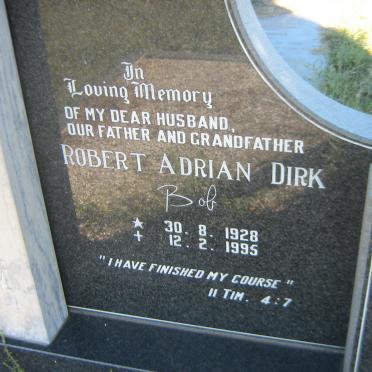 In
Loving Memory
OF MY DEAR HUSBAND,
OUR FATHER AND GRANDFATHER
ROBERT ADRIAN DIRK
Bob
* 30. 8. 1928
+ 12. 2. 1995
"I HAVE FINISHED MY COURSE"
II TIM. 4:7